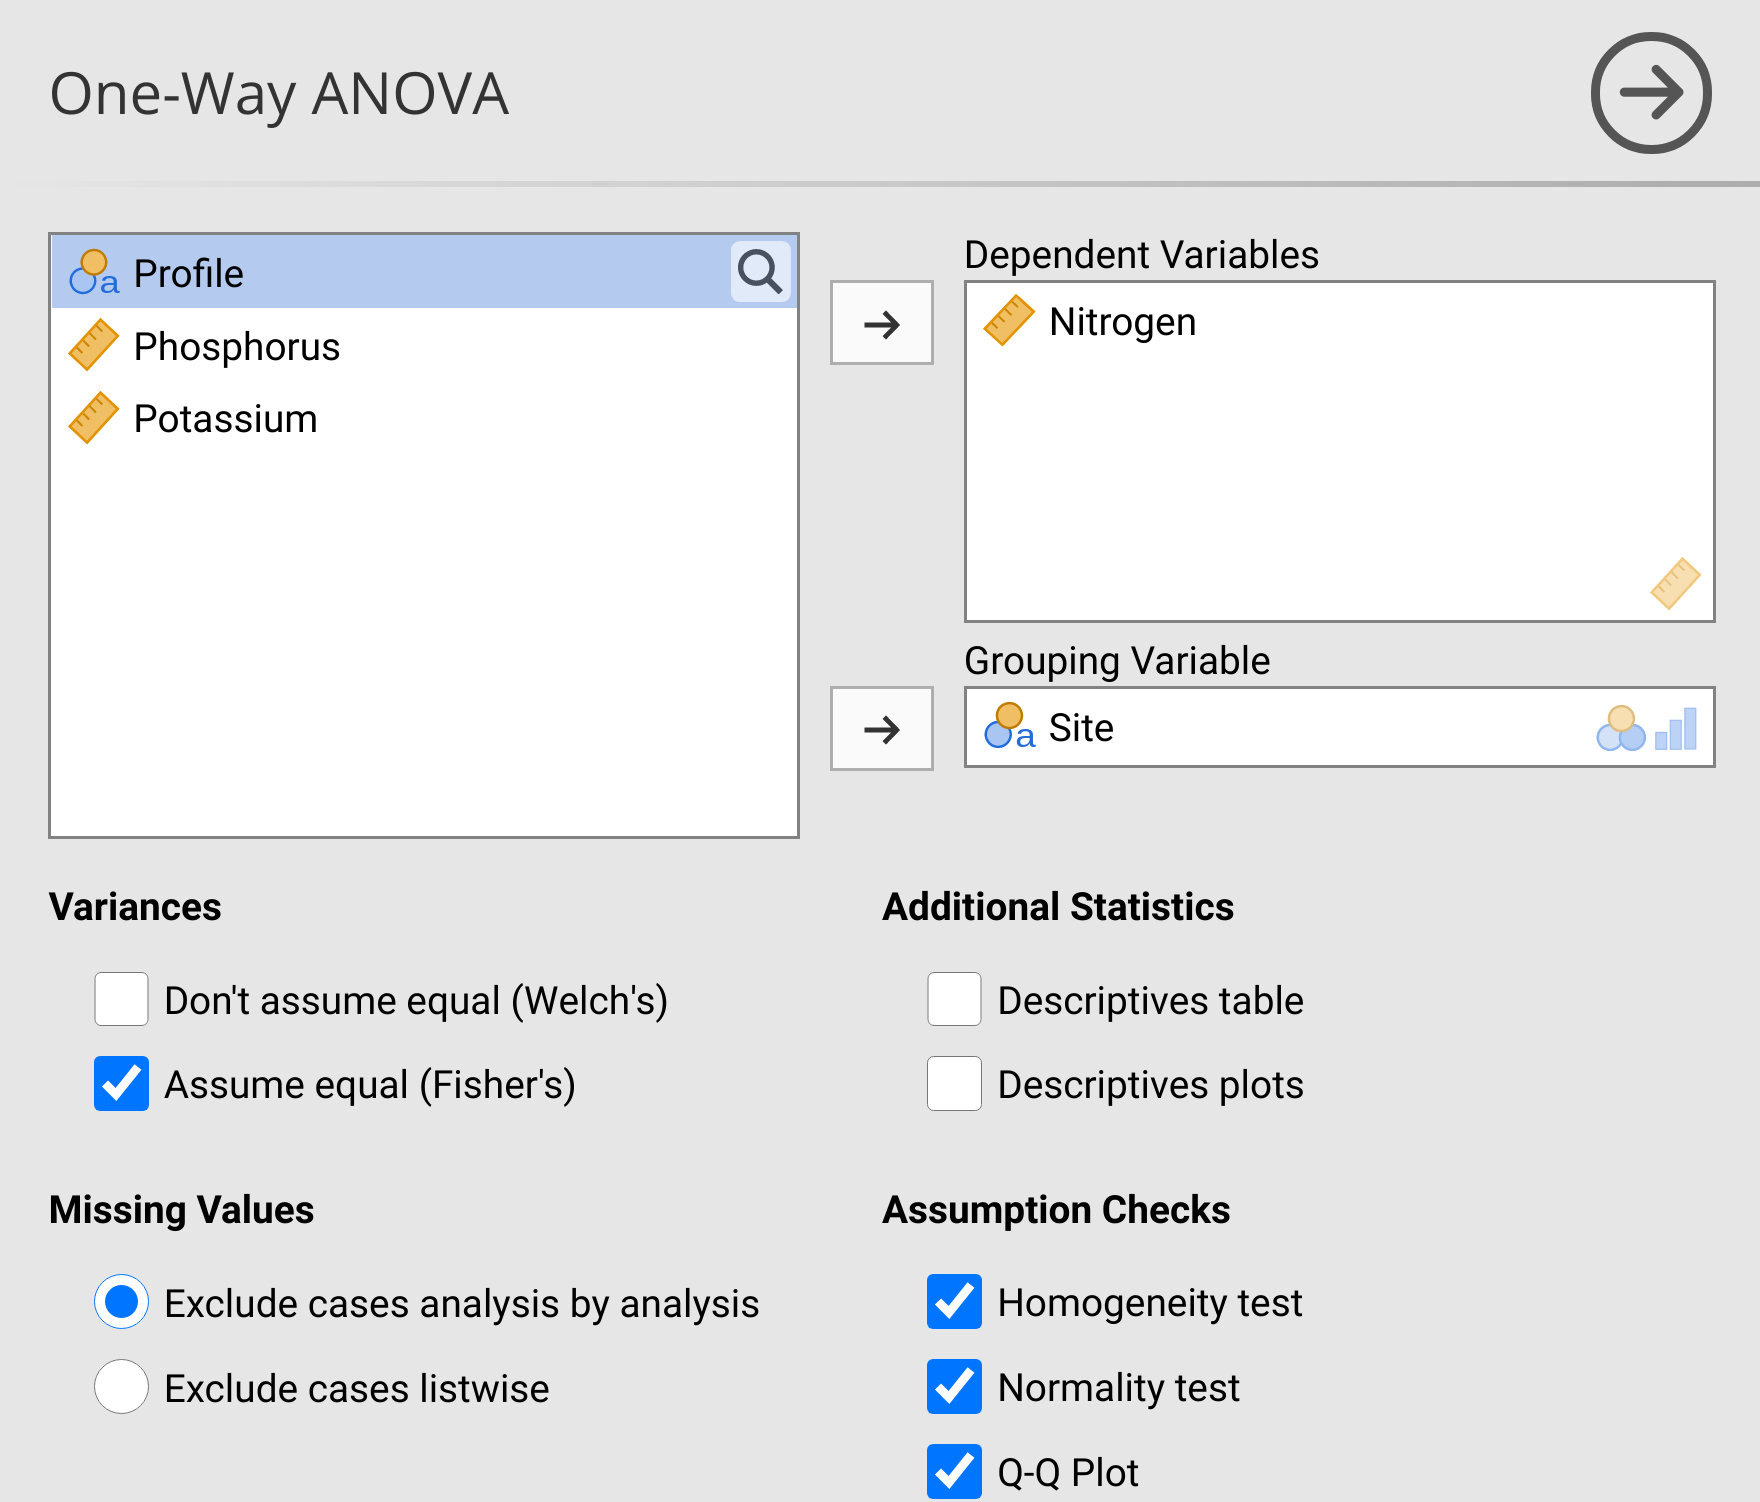 One-Way ANOVA
Profile
Phosphorus
Potassium
Dependent Variables
Nitrogen
Grouping Variable
Site
Variances
Don't assume equal (Welch's)
Assume equal (Fisher's)
Additional Statistics
Descriptives table
Descriptives plots
Missing Values
Exclude cases analysis by analysis
Exclude cases listwise
Assumption Checks
Homogeneity test
Normality test
Q-Q Plot